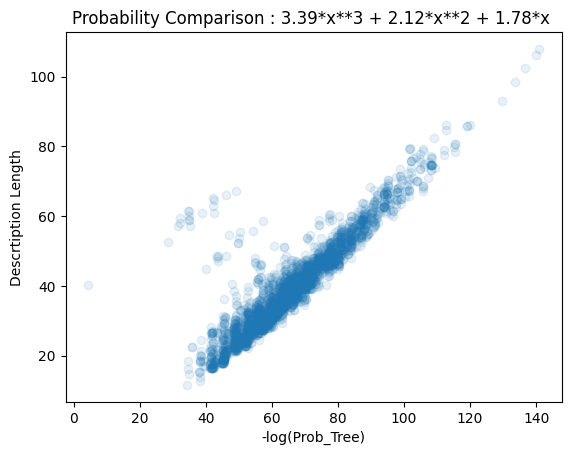 Probability Comparison : 3.39*x**3 + 2.12*x**2 + 1.78*x
100
80
60
40
20
Descrtiption Length
0 20 40 60 80 100 120 140
-log(Prob_Tree)